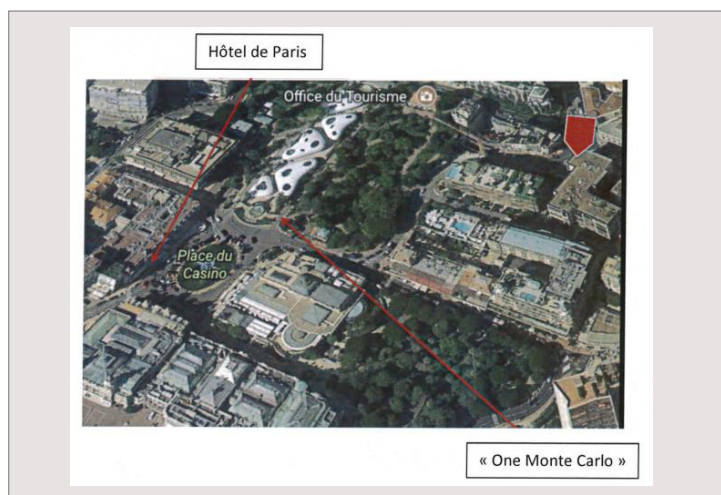 Hôtel de Paris
Office du Tourisme
Place du
Casino
« One Monte Carlo »